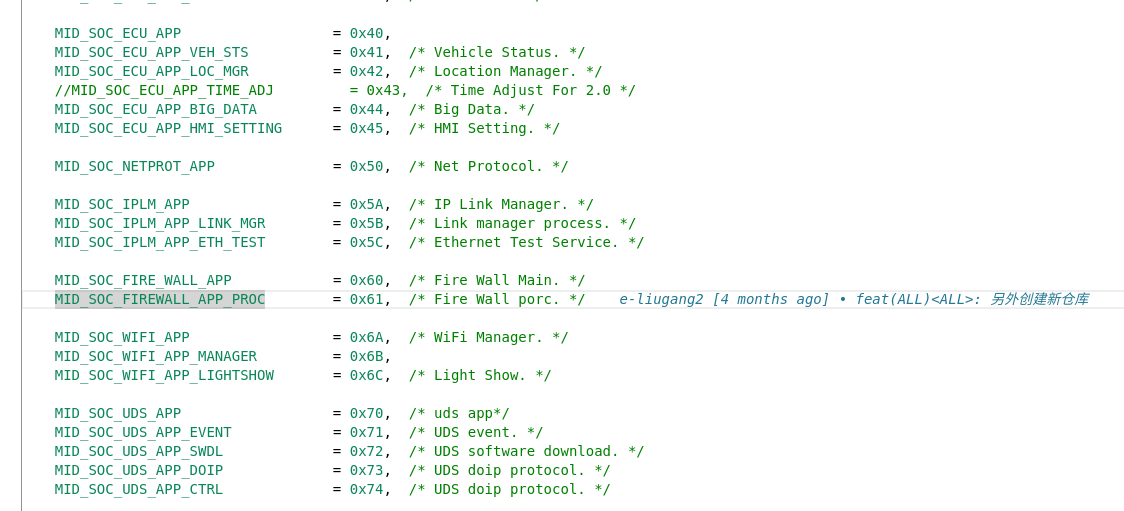 MID_SOC_ECU_APP = 0x40,
MID_SOC_ECU_APP_VEH_STS = 0x41, /* Vehicle Status. */
MID_SOC_ECU_APP_LOC_MGR = 0x42, /* Location Manager. */
//MID_SOC_ECU_APP_TIME_ADJ = 0x43, /* Time Adjust For 2.0 */
MID_SOC_ECU_APP_BIG_DATA = 0x44, /* Big Data. */
MID_SOC_ECU_APP_HMI_SETTING = 0x45, /* HMI Setting. */
MID_SOC_NETPROT_APP = 0x50, /* Net Protocol. */
MID_SOC_IPLM_APP = 0x5A, /* IP Link Manager. */
MID_SOC_IPLM_APP_LINK_MGR = 0x5B, /* Link manager process. */
MID_SOC_IPLM_APP_ETH_TEST = 0x5C, /* Ethernet Test Service. */
MID_SOC_FIRE_WALL_APP = 0x60, /* Fire Wall Main. */
MID_SOC_FIREWALL_APP_PROC = 0x61, /* Fire Wall porc. */ e-liugang2 [4 months ago] • feat(ALL)<ALL>: 另外创建新仓库
MID_SOC_WIFI_APP = 0x6A, /* WiFi Manager. */
MID_SOC_WIFI_APP_MANAGER = 0x6B,
MID_SOC_WIFI_APP_LIGHTSHOW = 0x6C, /* Light Show. */
MID_SOC_UDS_APP = 0x70, /* uds app*/
MID_SOC_UDS_APP_EVENT = 0x71, /* UDS event. */
MID_SOC_UDS_APP_SWDL = 0x72, /* UDS software download. */
MID_SOC_UDS_APP_DOIP = 0x73, /* UDS doip protocol. */
MID_SOC_UDS_APP_CTRL = 0x74, /* UDS doip protocol. */